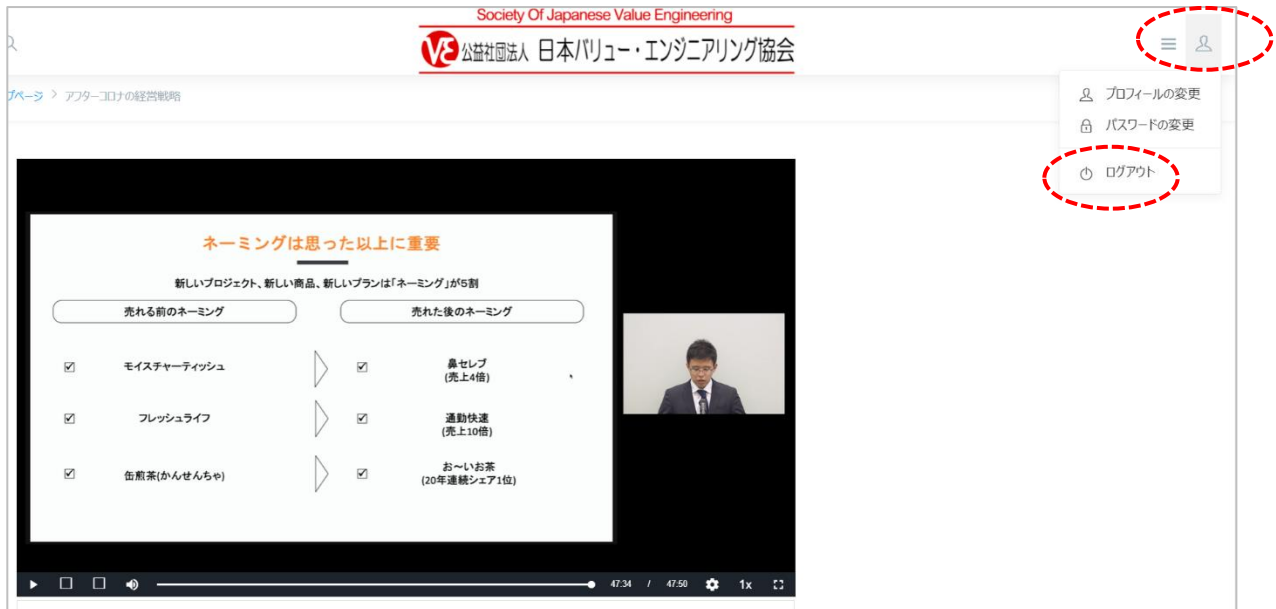 Society Of Japanese Value Engineering
VE 公益社団法人 日本バリュー・エンジニアリング協会
プページ > アフターコロナの経営戦略
プロフィールの変更
パスワードの変更
ログアウト
ネーミングは思った以上に重要
新しいプロジェクト、新しい商品、新しいプランは「ネーミング」が5割
売れる前のネーミング
売れた後のネーミング
モイスチャーティッシュ
鼻セレブ
(売上4倍)
フレッシュライフ
通勤快速
(売上10倍)
缶煎茶(かんせんちゃ)
お～いお茶
(20年連続シェア1位)
47:34 / 47:50 1x